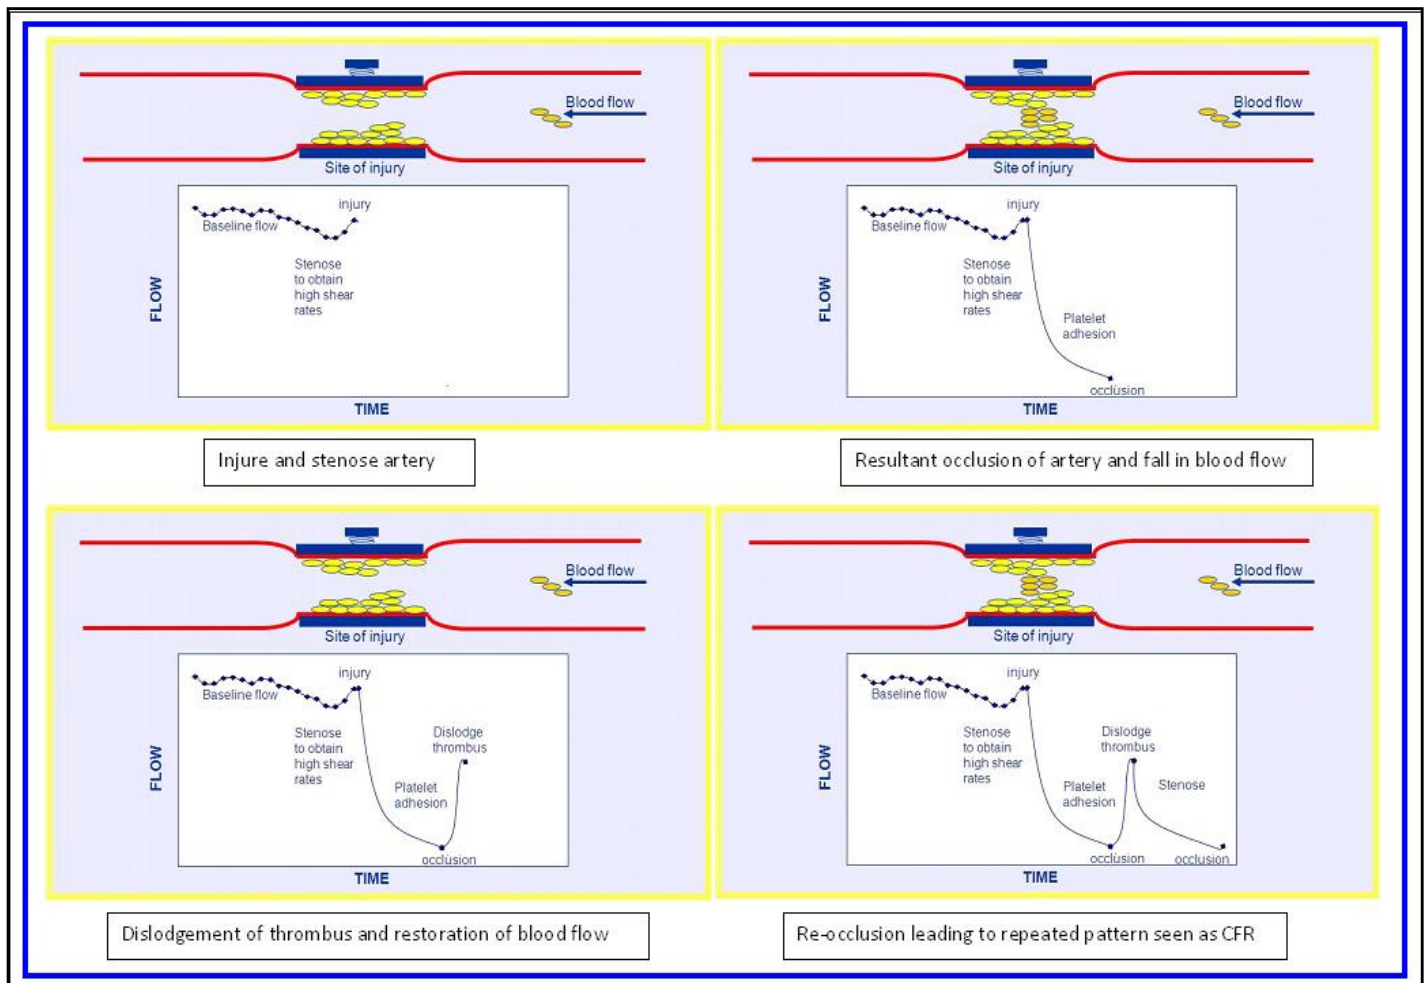 Blood flow
Site of injury
injury
Baseline flow
Stenose
to obtain
high shear
rates
FLOW
TIME
Injure and stenose artery
Blood flow
Site of injury
injury
Baseline flow
Stenose
to obtain
high shear
rates
Platelet
adhesion
occlusion
FLOW
TIME
Resultant occlusion of artery and fall in blood flow
Blood flow
Site of injury
injury
Baseline flow
Stenose
to obtain
high shear
rates
Dislodge
thrombus
Platelet
adhesion
occlusion
FLOW
TIME
Dislodgement of thrombus and restoration of blood flow
Blood flow
Site of injury
injury
Baseline flow
Stenose
to obtain
high shear
rates
Dislodge
thrombus
Platelet
adhesion
Stenose
occlusion
occlusion
FLOW
TIME
Re-occlusion leading to repeated pattern seen as CFR